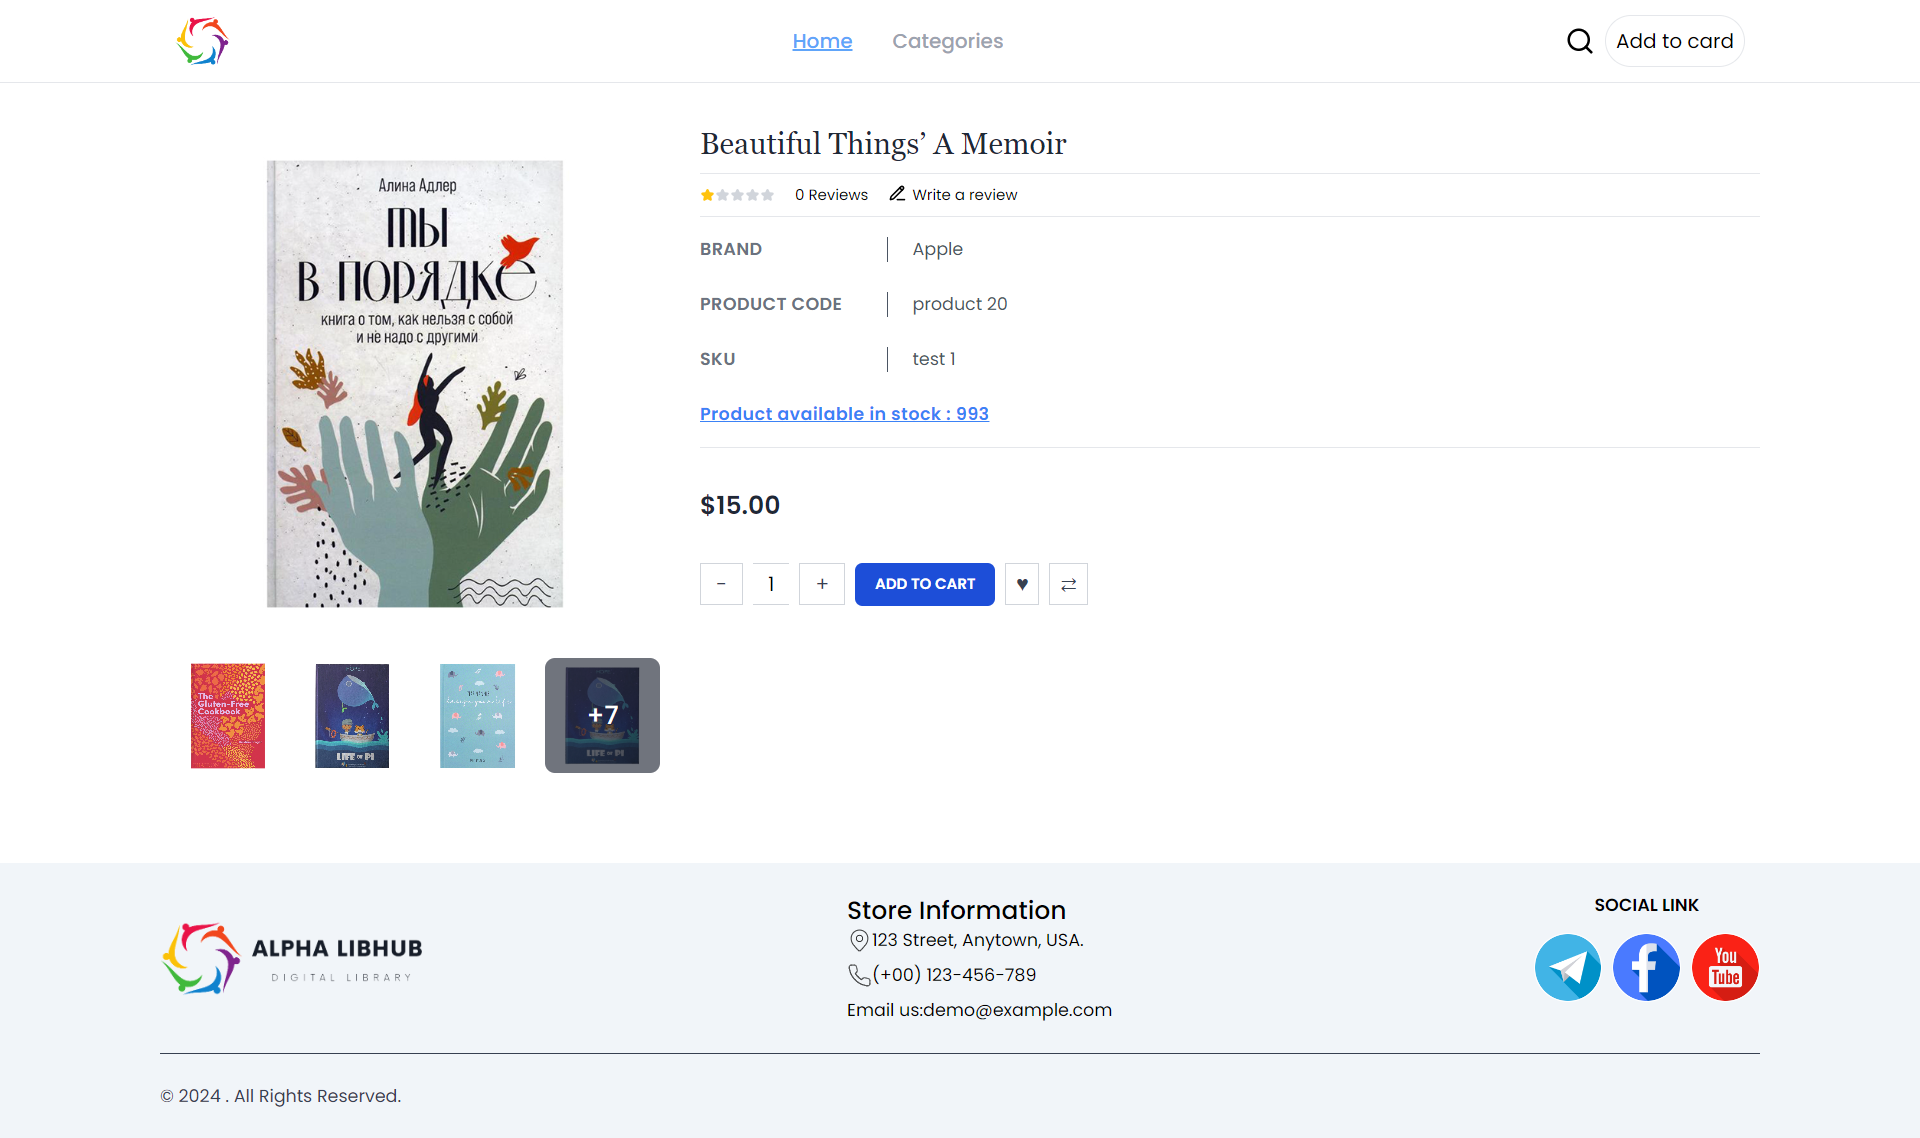 Home
Categories
Add to card
Beautiful Things’ A Memoir
0 Reviews
Write a review
BRAND
Apple
PRODUCT CODE
product 20
SKU
test 1
Product available in stock : 993
$15.00
-
1
+
ADD TO CART
Алина Адлер
ТЫ
В ПОРЯДКЕ
книга о том, как нельзя с собой
и не надо с другими
The
Gluten-Free
Cookbook
LIFE OF PI
+7
LIFE OF PI
ALPHA LIBHUB
DIGITAL LIBRARY
Store Information
123 Street, Anytown, USA.
(+00) 123-456-789
Email us:demo@example.com
SOCIAL LINK
You
Tube
© 2024 . All Rights Reserved.